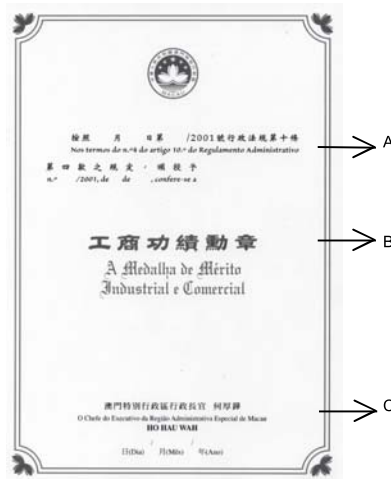 按照 月 日第 /2001號行政法規第十條
Nos termos do n.º4 do artigo 10.º do Regulamento Administrativo
第四款之規定，頒授予
n.º /2001, de de , confere-se a
工商功績勳章
A Medalha de Mérito
Industrial e Comercial
澳門特別行政區行政長官 何厚鏵
O Chefe do Executivo da Região Administrativa Especial de Macau
HO HAU WAH
日(Dia) 月(Mês) 年(Ano)
A
B
C